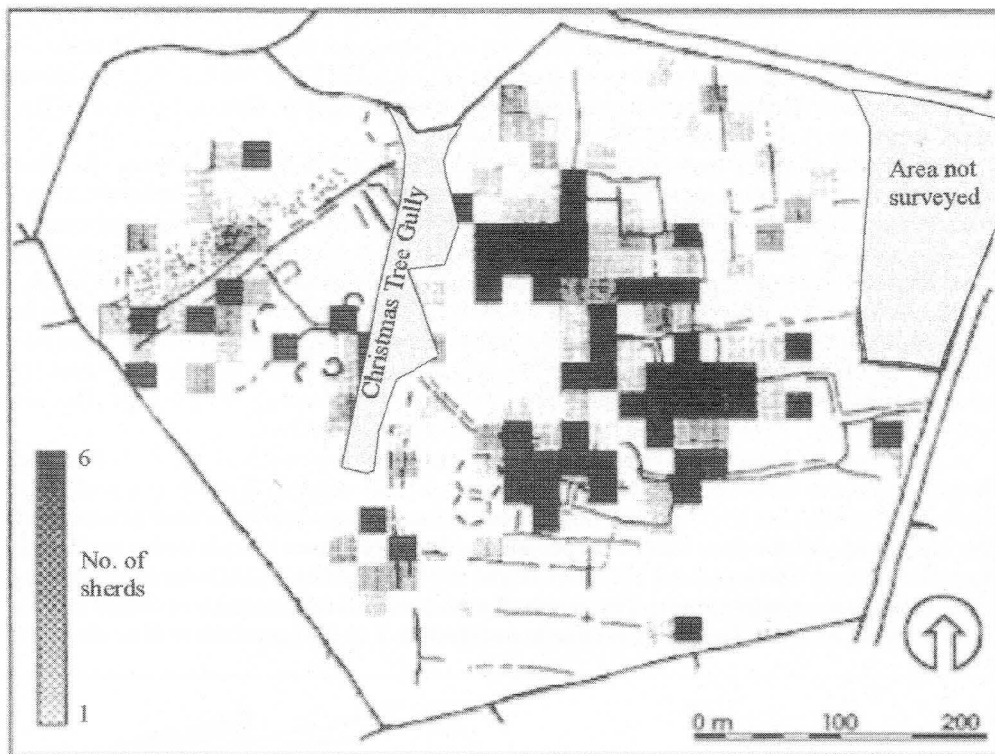 Area not
surveyed
Christmas Tree Gully
6
No. of
sherds
1
0 m 100 200